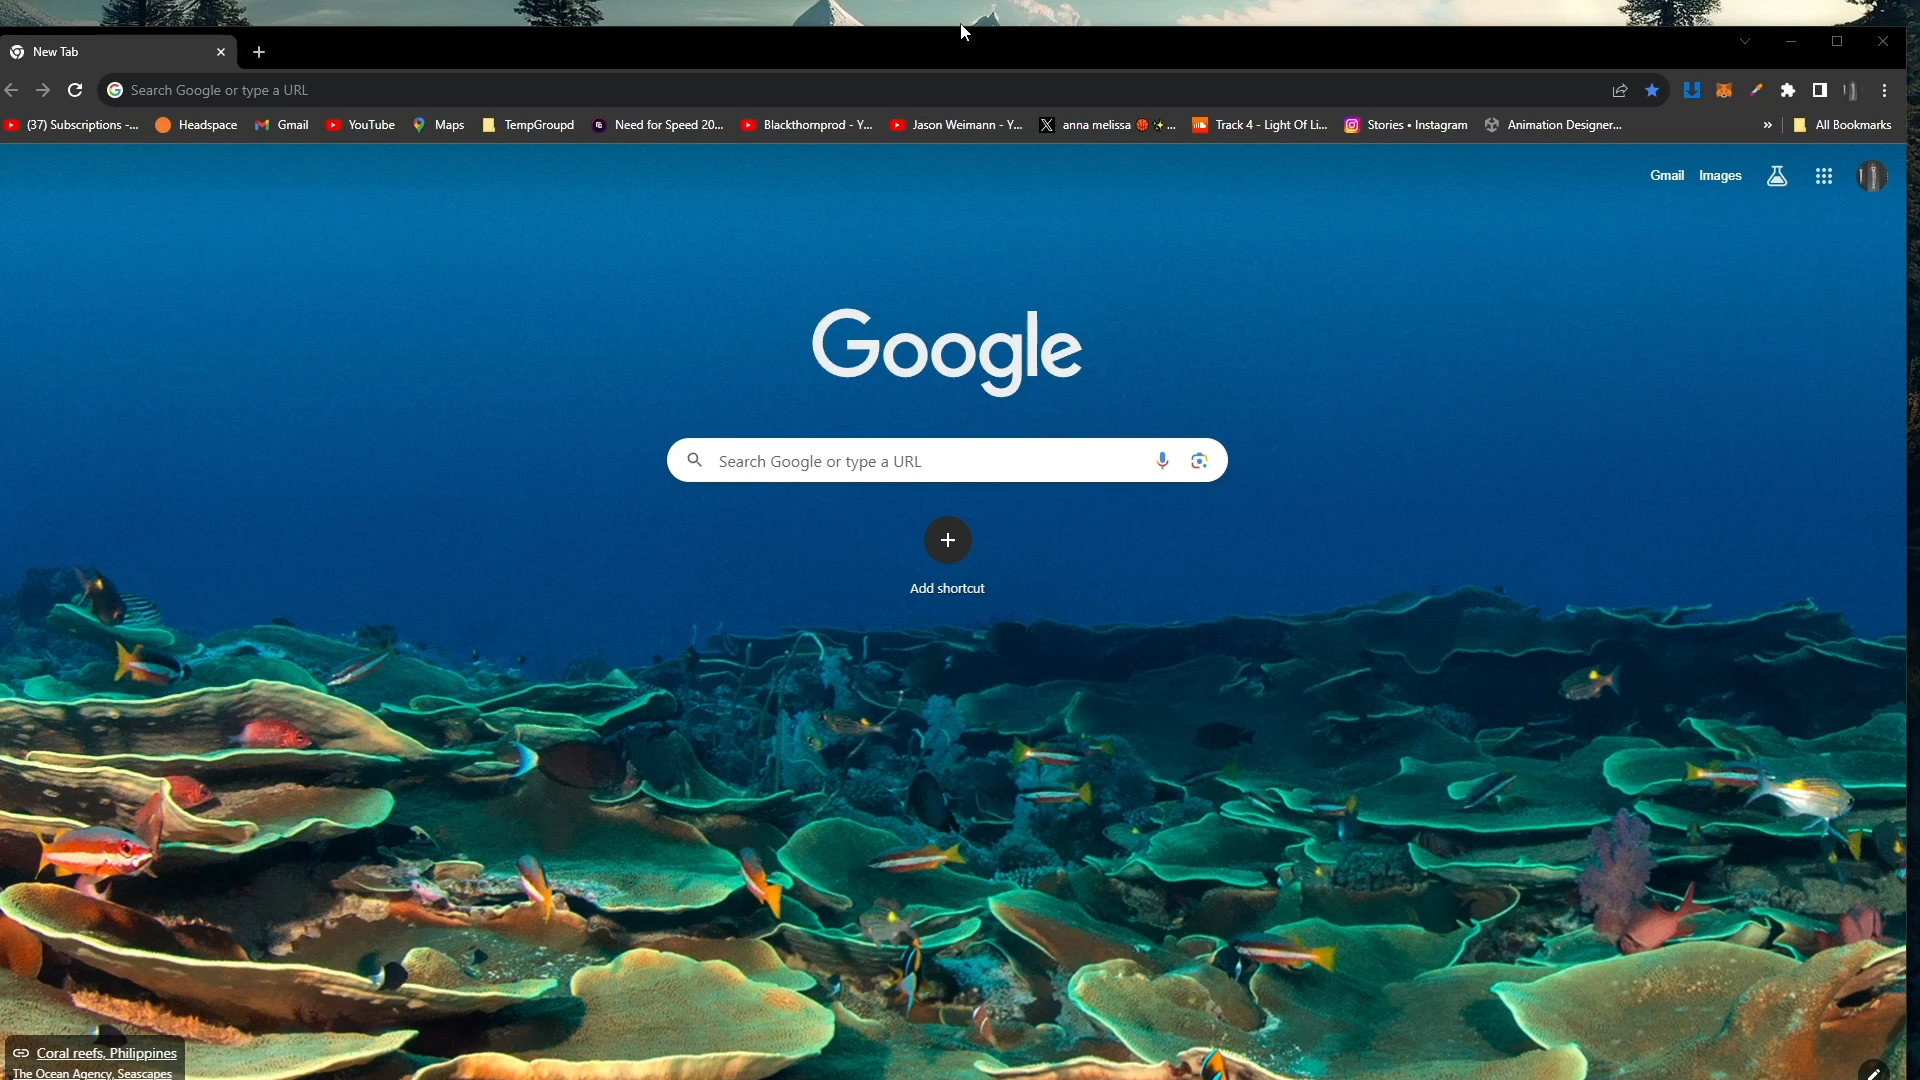 New Tab
Search Google or type a URL
(37) Subscriptions -... Headspace Gmail YouTube Maps TempGroupd Need for Speed 20... Blackthornprod - Y... Jason Weimann - Y... anna melissa 🏀 ✨ ... Track 4 - Light Of Li... Stories • Instagram Animation Designer... » All Bookmarks
Gmail Images
Google
Search Google or type a URL
Add shortcut
Coral reefs, Philippines
The Ocean Agency, Seascapes